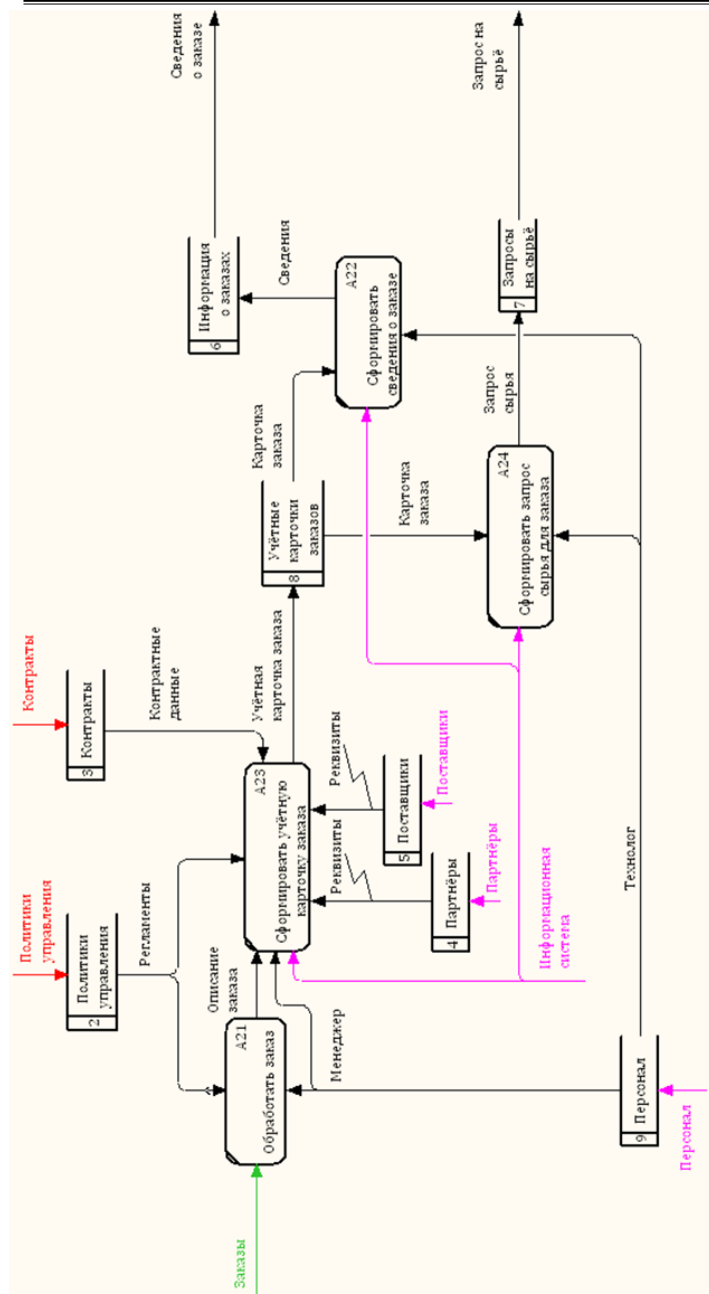 Политики
управления
Контракты
2
Политики
управления
3
Контракты
Регламенты
Контрактные
данные
Заказы
A21
Обработать заказ
Описание
заказа
A23
Сформировать учётную
карточку заказа
Учётная
карточка заказа
8
Учётные
карточки
заказов
Карточка
заказа
Карточка
заказа
6
Информация
о заказах
Сведения
о заказе
Сведения
A22
Сформировать
сведения о заказе
Менеджер
Реквизиты
Реквизиты
4
Партнёры
5
Поставщики
Партнёры
Поставщики
Информационная
система
A24
Сформировать запрос
сырья для заказа
Запрос
сырья
7
Запросы
на сырьё
Запрос на
сырьё
Технолог
9
Персонал
Персонал